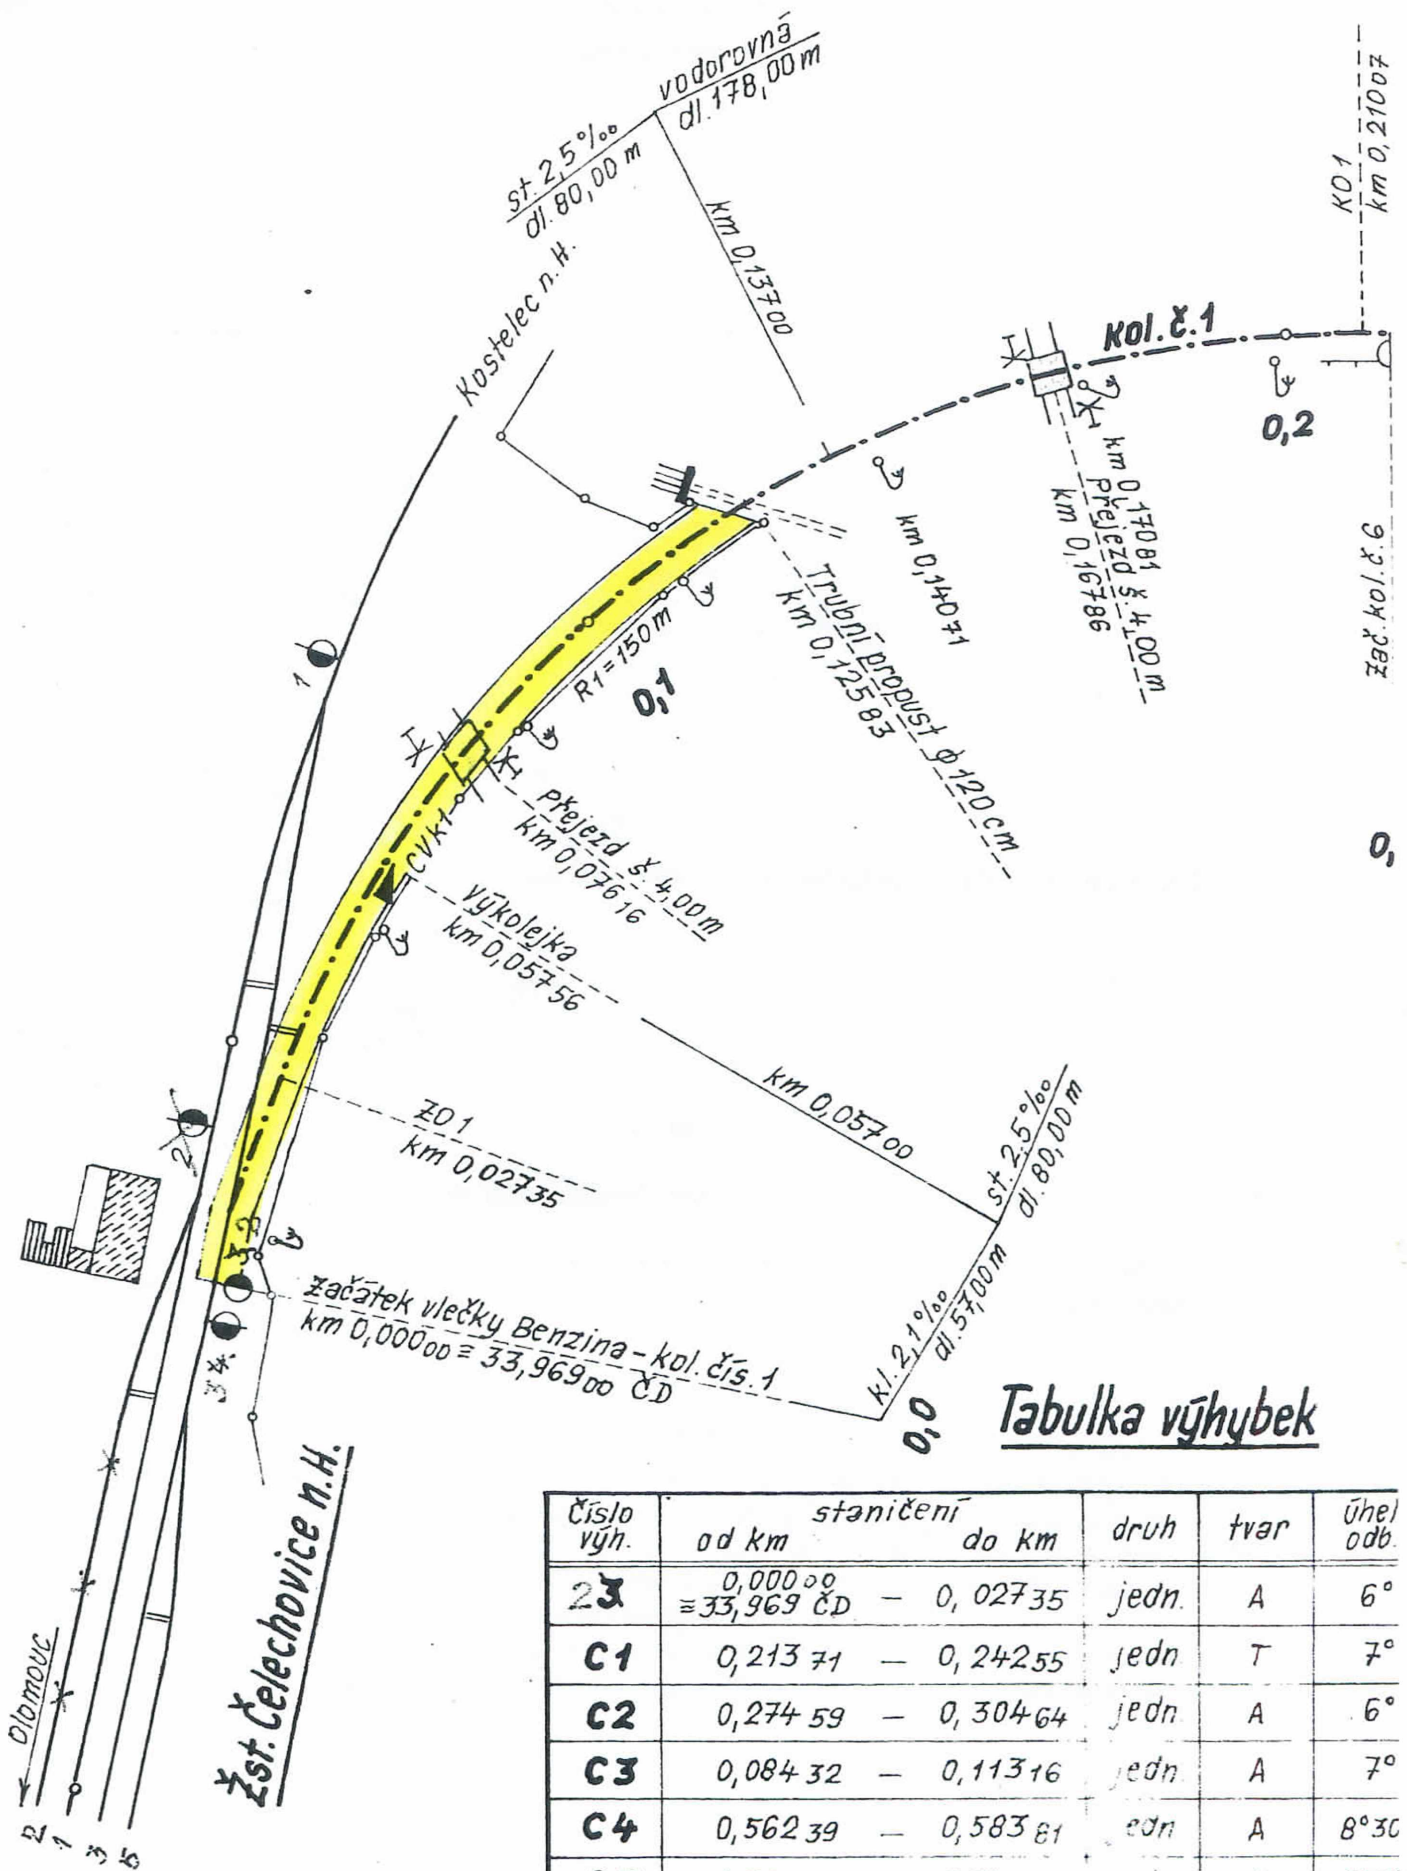 vodorovná
dl. 178,00 m
st. 2,5 ‰
dl. 80,00 m
km 0,13700
KO 1
km 0,21007
Kostelec n.H.
Kol.č.1
0,2
km 0,17081
přejezd š. 4,00 m
km 0,16786
zač. kol. č. 6
km 0,14071
Trubní propust ф 120 cm
km 0,12583
R1=150 m
0,1
1
přejezd š. 4,00 m
km 0,07616
CVk1
0,
výkolejka
km 0,05756
km 0,05700
st. 2,5 ‰
dl. 80,00 m
ZO 1
km 0,02735
2
3 2
začátek vlečky Benzina – kol. čís. 1
km 0,00000 ≡ 33,96900 ČD
kl. 2,1 ‰
dl. 57,00 m
0,0
3 4.
Žst. Čelechovice n.H.
Olomouc
2
1
3
5
Tabulka výhybek
Číslo výh. staničení druh tvar úhel odb.
od km do km
2 3 0,00000 ≡ 33,969 ČD – 0,02735 jedn. A 6°
C1 0,21371 – 0,24255 jedn. T 7°
C2 0,27459 – 0,30464 jedn. A 6°
C3 0,08432 – 0,11316 jedn. A 7°
C4 0,56239 – 0,58381 edn A 8°30